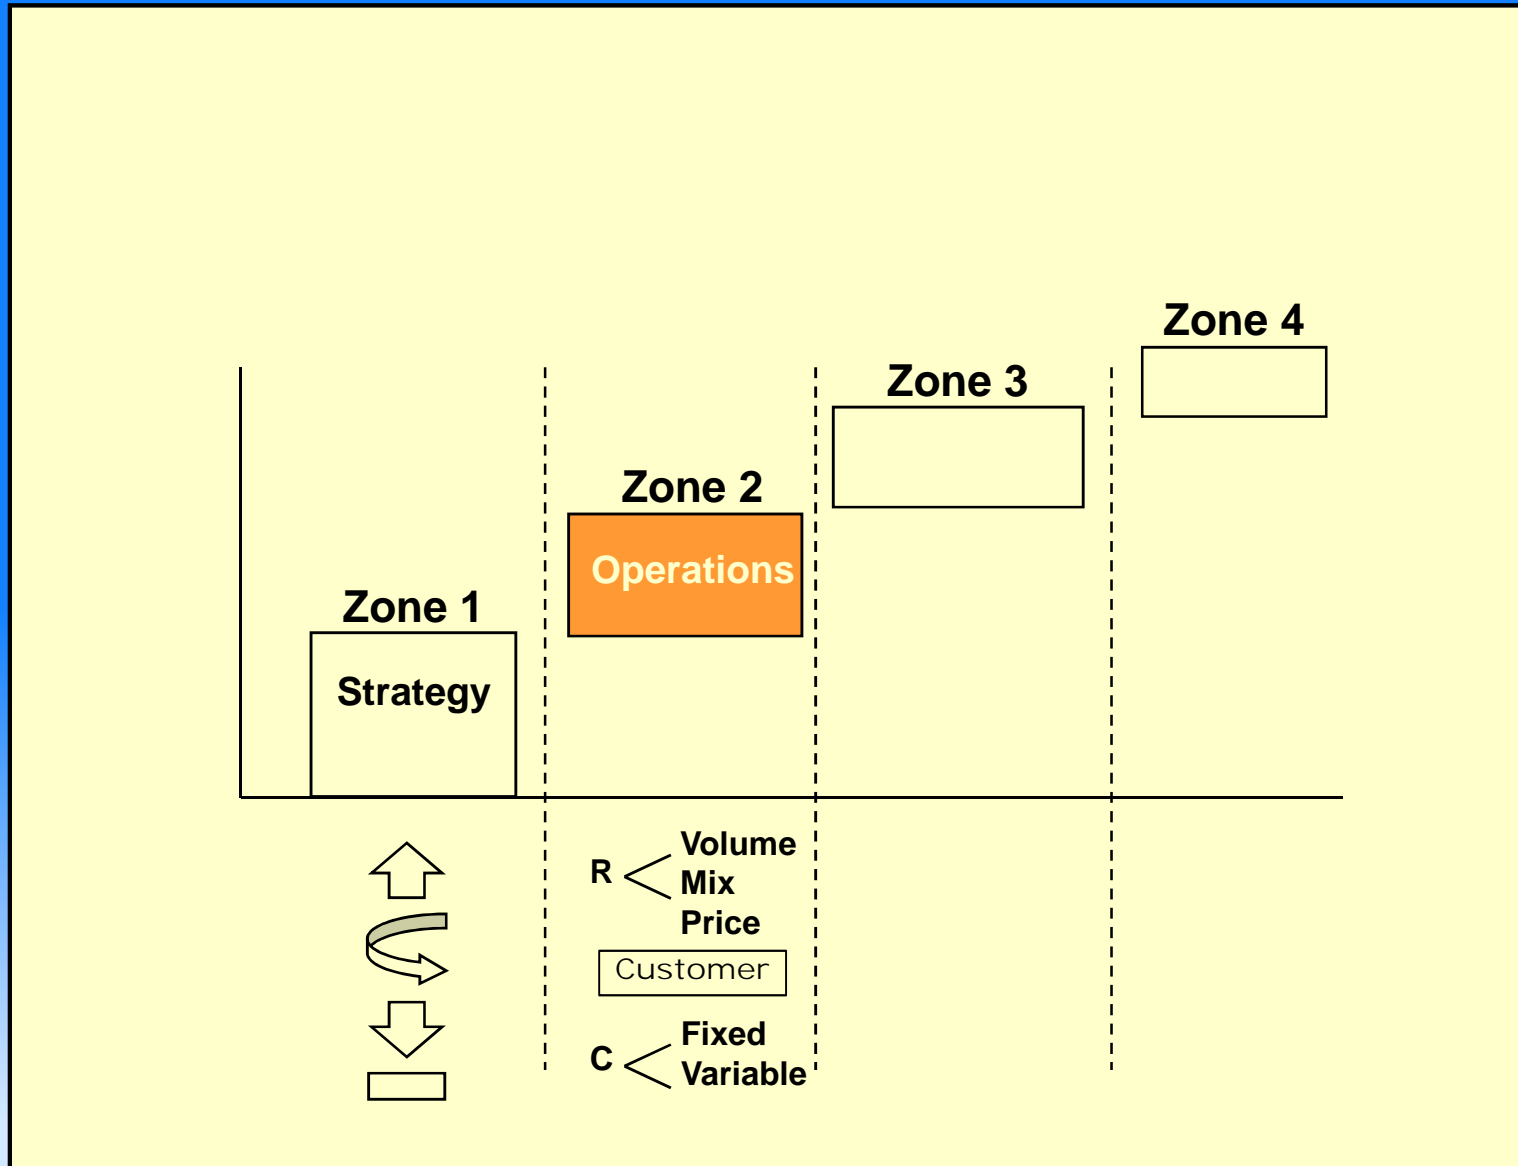 Zone 4
Zone 3
Zone 2
Operations
Zone 1
Strategy
Volume
R
Mix
Price
Customer
Fixed
C
Variable